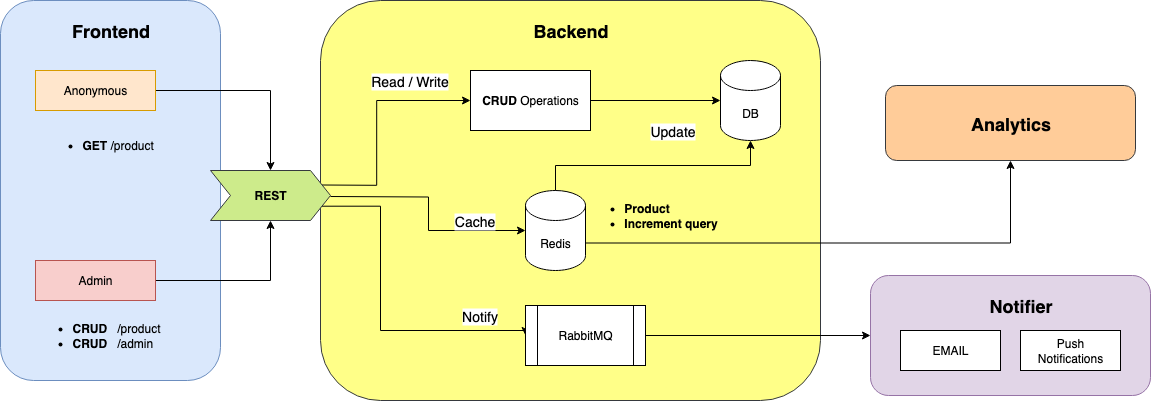 Frontend
Anonymous
• GET /product
REST
Admin
• CRUD /product
• CRUD /admin
Backend
Read / Write
CRUD Operations
DB
Update
Cache
Redis
• Product
• Increment query
Notify
RabbitMQ
Analytics
Notifier
EMAIL
Push
Notifications